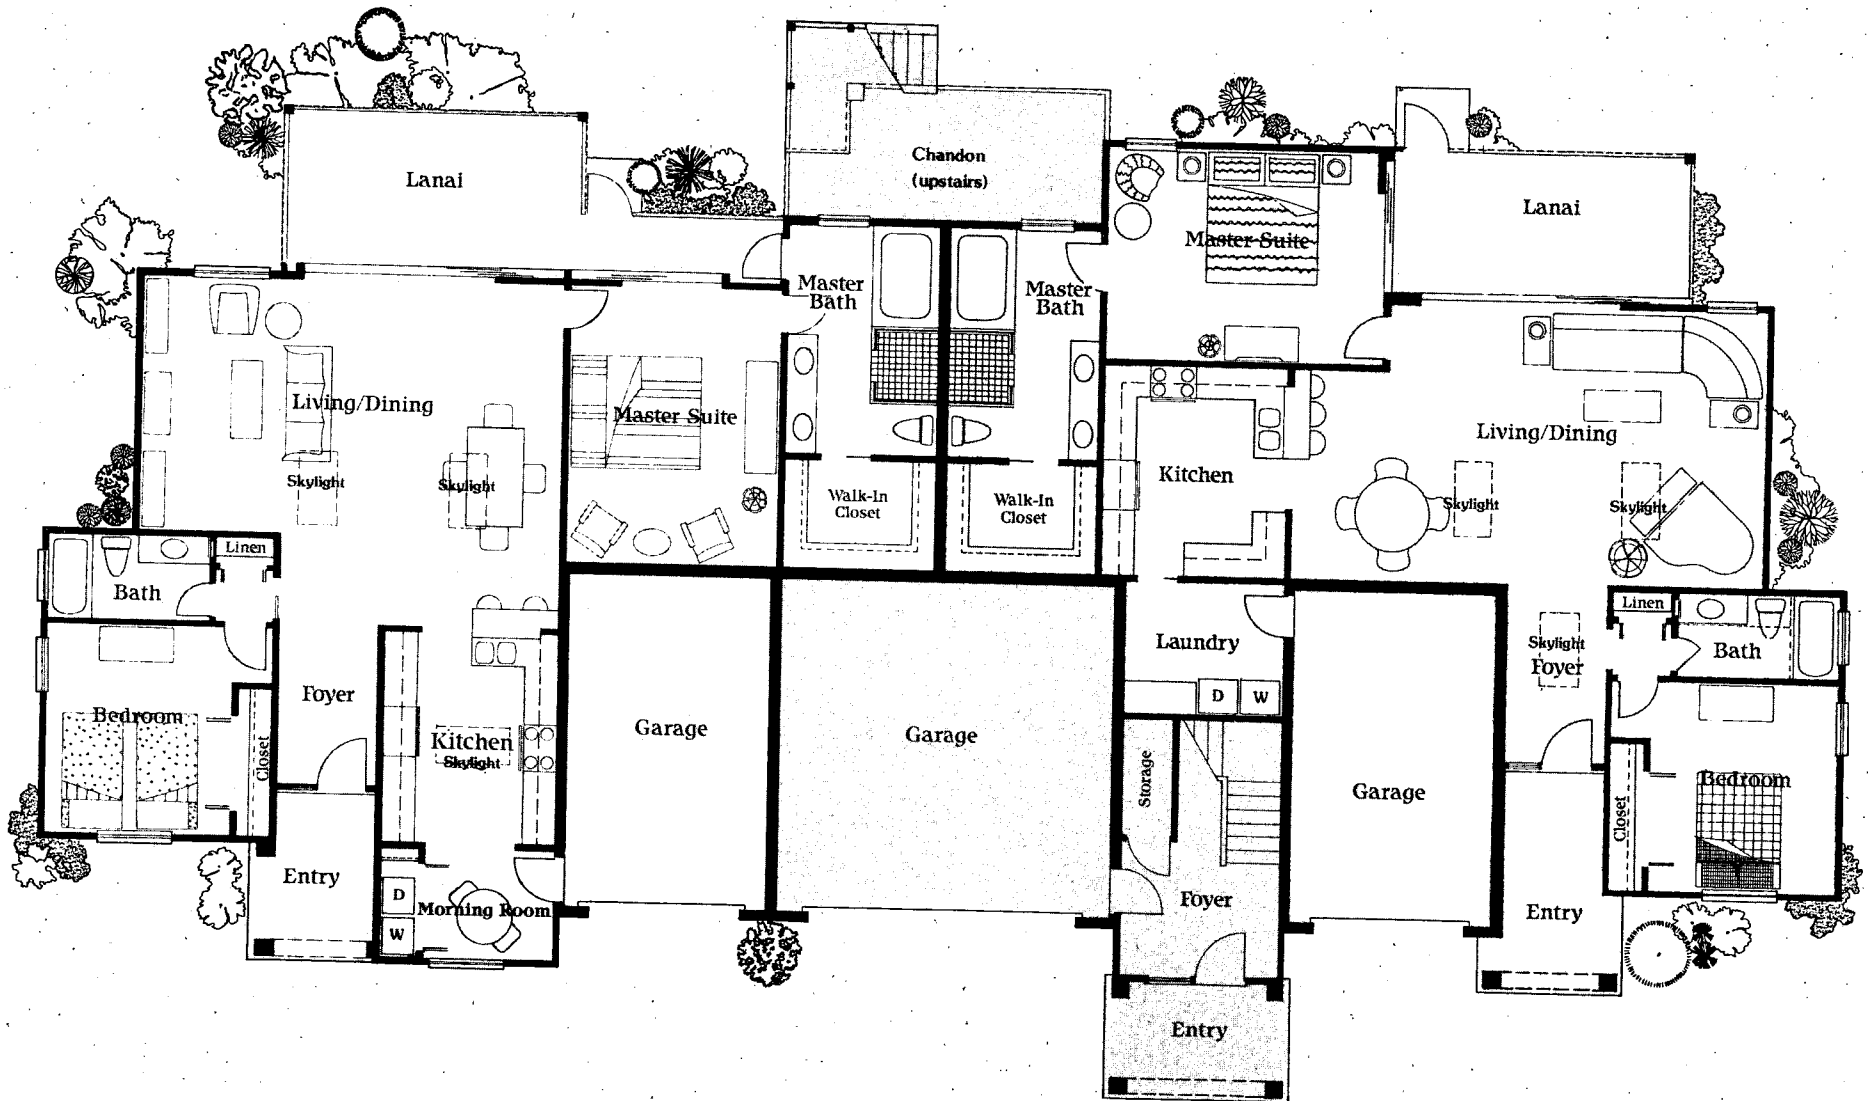 Chandon
(upstairs)
Lanai
Lanai
Master Suite
Master
Bath
Master
Bath
Living/Dining
Master Suite
Living/Dining
Kitchen
Skylight
Skylight
Walk-In
Closet
Walk-In
Closet
Skylight
Skylight
Linen
Bath
Linen
Laundry
Skylight
Foyer
Bath
Foyer
D
W
Bedroom
Garage
Garage
Kitchen
Skylight
Closet
Storage
Garage
Bedroom
Closet
Entry
D
W
Morning Room
Foyer
Entry
Entry